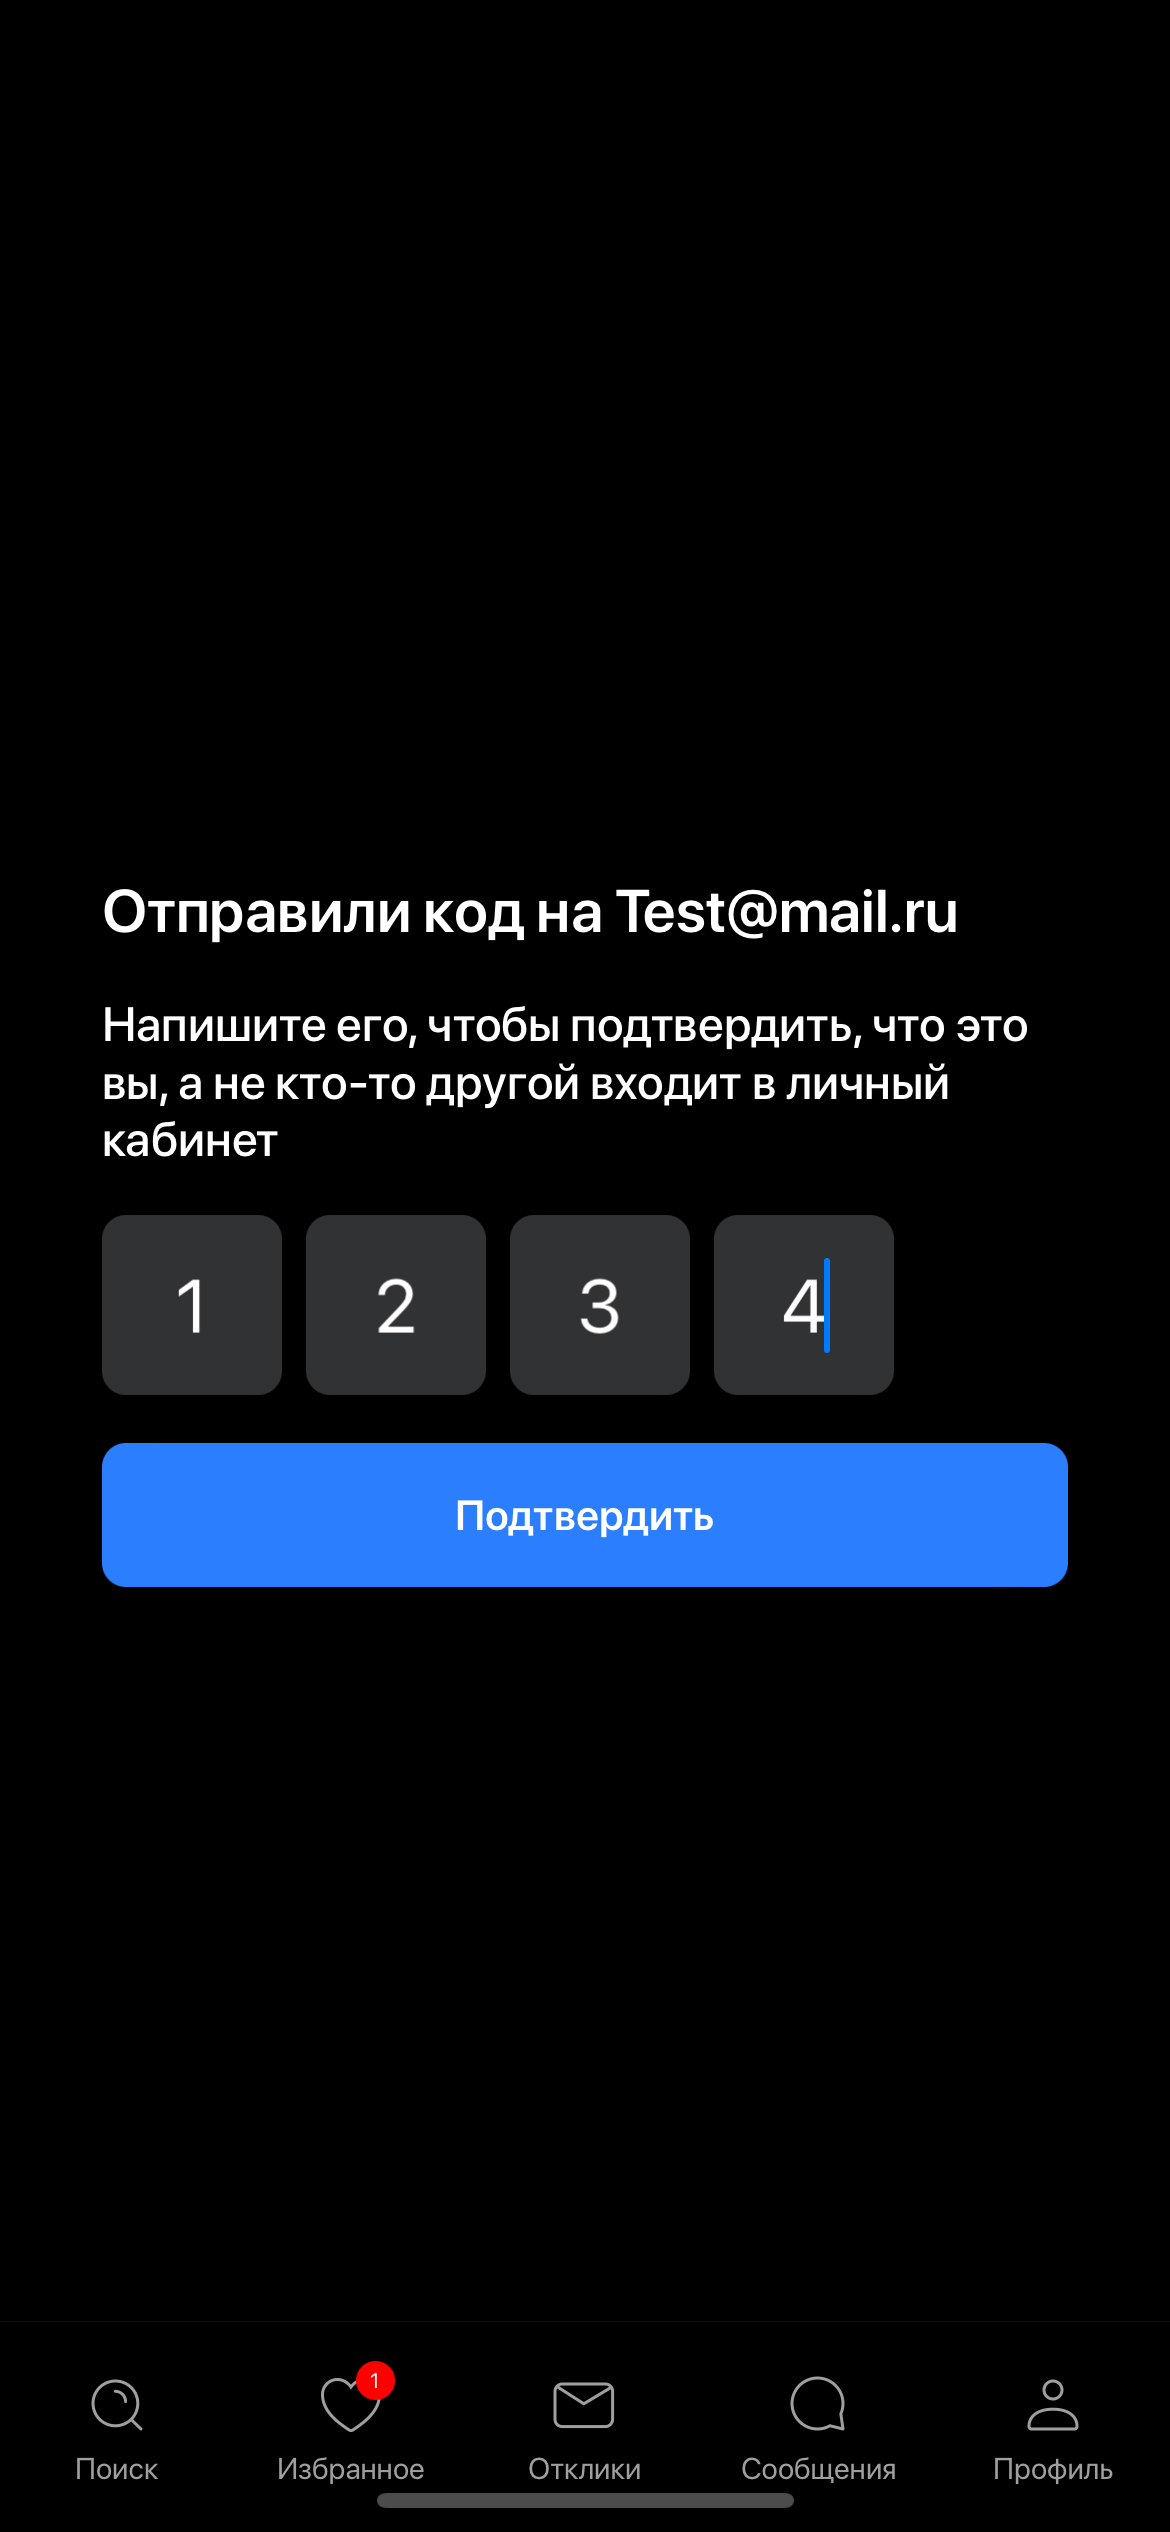 Отправили код на Test@mail.ru
Напишите его, чтобы подтвердить, что это
вы, а не кто-то другой входит в личный
кабинет
1 2 3 4
Подтвердить
1
Поиск Избранное Отклики Сообщения Профиль